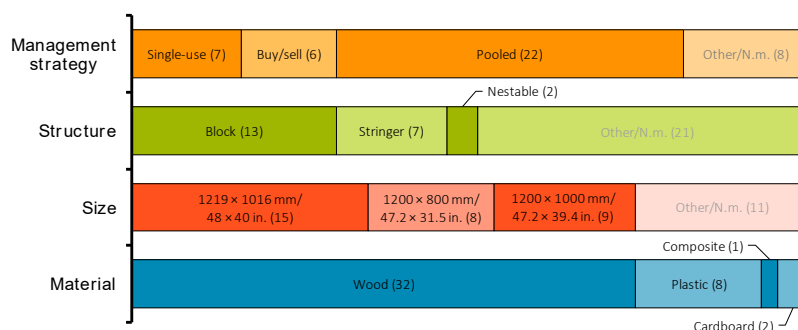 Management
strategy
Single-use (7)
Buy/sell (6)
Pooled (22)
Other/N.m. (8)
Nestable (2)
Structure
Block (13)
Stringer (7)
Other/N.m. (21)
Size
1219 × 1016 mm/
48 × 40 in. (15)
1200 × 800 mm/
47.2 × 31.5 in. (8)
1200 × 1000 mm/
47.2 × 39.4 in. (9)
Other/N.m. (11)
Composite (1)
Material
Wood (32)
Plastic (8)
Cardboard (2)